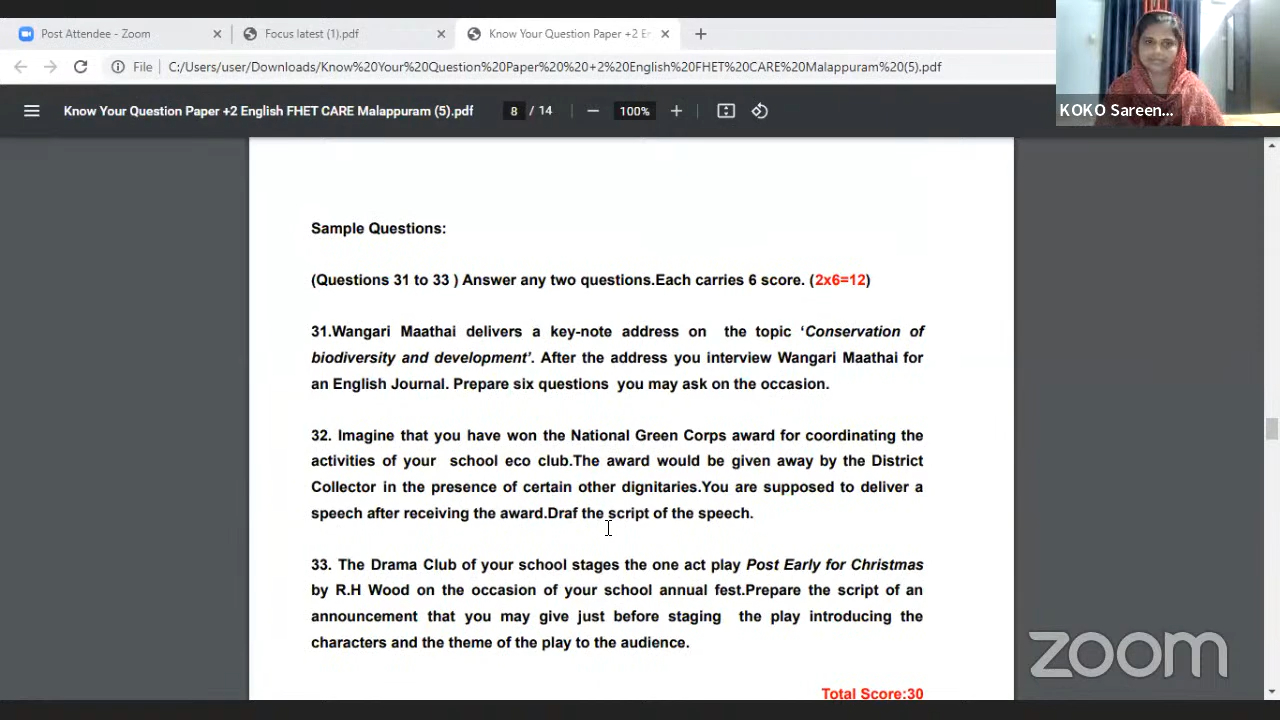 Post Attendee - Zoom
Focus latest (1).pdf
Know Your Question Paper +2 Er
File
C:/Users/user/Downloads/Know%20Your%20Question%20Paper%20%20+2%20English%20FHET%20CARE%20Malappuram%20(5).pdf
Know Your Question Paper +2 English FHET CARE Malappuram (5).pdf
8 / 14
100%
KOKO Sareen...
Sample Questions:
(Questions 31 to 33 ) Answer any two questions.Each carries 6 score. (2x6=12)
31.Wangari Maathai delivers a key-note address on the topic ‘Conservation of
biodiversity and development’. After the address you interview Wangari Maathai for
an English Journal. Prepare six questions you may ask on the occasion.
32. Imagine that you have won the National Green Corps award for coordinating the
activities of your school eco club.The award would be given away by the District
Collector in the presence of certain other dignitaries.You are supposed to deliver a
speech after receiving the award.Draf the script of the speech.
33. The Drama Club of your school stages the one act play Post Early for Christmas
by R.H Wood on the occasion of your school annual fest.Prepare the script of an
announcement that you may give just before staging the play introducing the
characters and the theme of the play to the audience.
Total Score:30
zoom